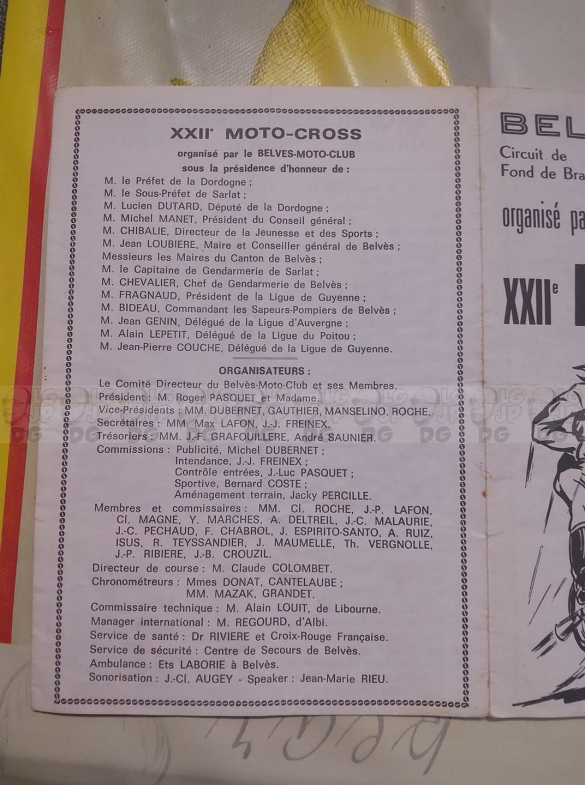 XXIIe MOTO-CROSS
organisé par le BELVES-MOTO-CLUB
sous la présidence d'honneur de :
M. le Préfet de la Dordogne ;
M. le Sous-Préfet de Sarlat ;
M. Lucien DUTARD, Député de la Dordogne ;
M. Michel MANET, Président du Conseil général ;
M. CHIBALIE, Directeur de la Jeunesse et des Sports ;
M. Jean LOUBIERE, Maire et Conseiller général de Belvès ;
Messieurs les Maires du Canton de Belvès ;
M. le Capitaine de Gendarmerie de Sarlat ;
M. CHEVALIER, Chef de Gendarmerie de Belvès ;
M. FRAGNAUD, Président de la Ligue de Guyenne ;
M. BIDEAU, Commandant les Sapeurs-Pompiers de Belvès ;
M. Jean GENIN, Délégué de la Ligue d'Auvergne ;
M. Alain LEPETIT, Délégué de la Ligue du Poitou ;
M. Jean-Pierre COUCHE, Délégué de la Ligue de Guyenne.
ORGANISATEURS :
Le Comité Directeur du Belvès-Moto-Club et ses Membres.
Président : M. Roger PASQUET et Madame.
Vice-Présidents : MM. DUBERNET, GAUTHIER, MANSELINO, ROCHE.
Secrétaires : MM. Max LAFON, J.-J. FREINEX.
Trésoriers : MM. J.-F. GRAFOUILLERE, André SAUNIER.
Commissions : Publicité, Michel DUBERNET ;
Intendance, J.-J. FREINEX ;
Contrôle entrées, J.-Luc PASQUET ;
Sportive, Bernard COSTE ;
Aménagement terrain, Jacky PERCILLE.
Membres et commissaires : MM. Cl. ROCHE, J.-P. LAFON,
Cl. MAGNE, Y. MARCHES, A. DELTREIL, J.-C. MALAURIE,
J.-C. PECHAUD, F. CHABROL, J. ESPIRITO-SANTO, A. RUIZ,
ISUS, R. TEYSSANDIER, J. MAUMELLE, Th. VERGNOLLE,
J.-P. RIBIERE, J.-B. CROUZIL.
Directeur de course : M. Claude COLOMBET.
Chronométreurs : Mmes DONAT, CANTELAUBE ;
MM. MAZAK, GRANDET.
Commissaire technique : M. Alain LOUIT, de Libourne.
Manager international : M. REGOURD, d'Albi.
Service de santé : Dr RIVIERE et Croix-Rouge Française.
Service de sécurité : Centre de Secours de Belvès.
Ambulance : Ets LABORIE à Belvès.
Sonorisation : J.-Cl. AUGEY - Speaker : Jean-Marie RIEU.
BEL
Circuit de
Fond de Bra
organisé pa
XXIIe